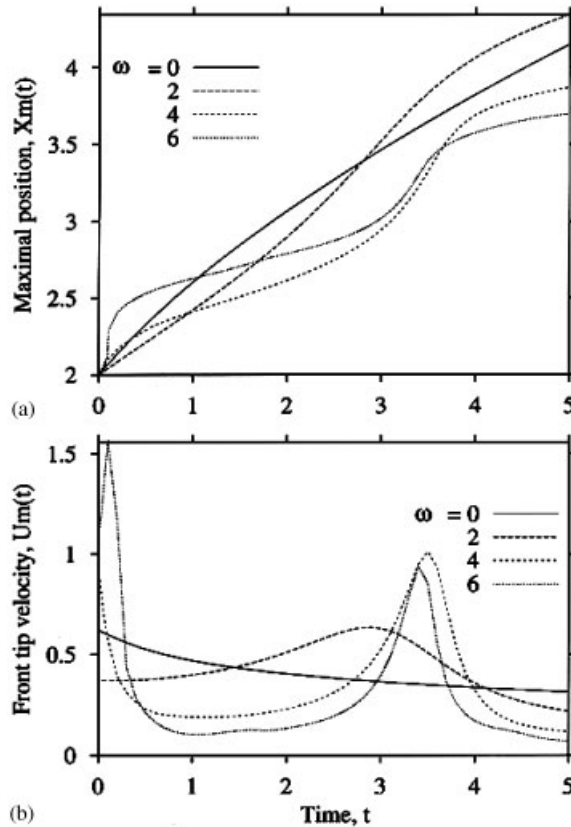 Maximal position, Xm(t)
4
3.5
3
2.5
2
ω = 0
2
4
6
0 1 2 3 4 5
(a)
Front tip velocity, Um(t)
1.5
1
0.5
0
ω = 0
2
4
6
0 1 2 3 4 5
(b)
Time, t